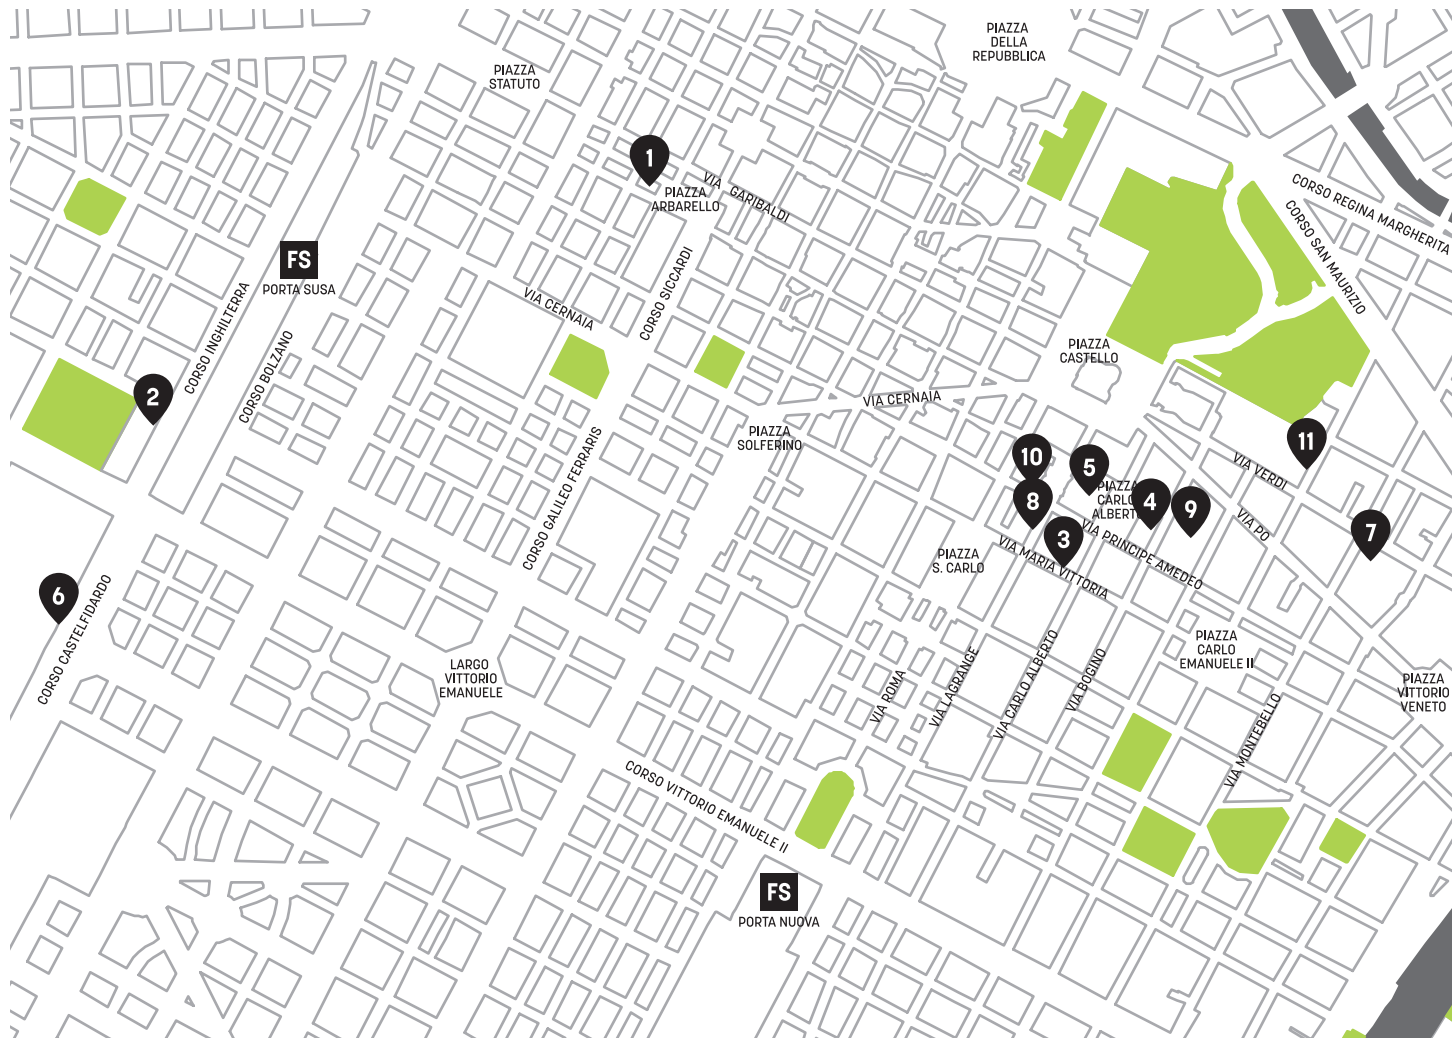 PIAZZA
DELLA
REPUBBLICA
PIAZZA
STATUTO
1
PIAZZA
ARBARELLO
VIA GARIBALDI
CORSO REGINA MARGHERITA
CORSO SAN MAURIZIO
FS
PORTA SUSA
CORSO INGHILTERRA
CORSO BOLZANO
VIA CERNAIA
CORSO SICCARDI
PIAZZA
CASTELLO
2
VIA CERNAIA
PIAZZA
SOLFERINO
CORSO GALILEO FERRARIS
10
5
11
VIA VERDI
8
PIAZZA
CARLO
ALBERTO
4
9
VIA PO
7
3
VIA PRINCIPE AMEDEO
VIA MARIA VITTORIA
PIAZZA
S. CARLO
6
CORSO CASTELFIDARDO
LARGO
VITTORIO
EMANUELE
PIAZZA
CARLO
EMANUELE II
PIAZZA
VITTORIO
VENETO
VIA ROMA
VIA LAGRANGE
VIA CARLO ALBERTO
VIA BOGINO
VIA MONTEBELLO
CORSO VITTORIO EMANUELE II
FS
PORTA NUOVA